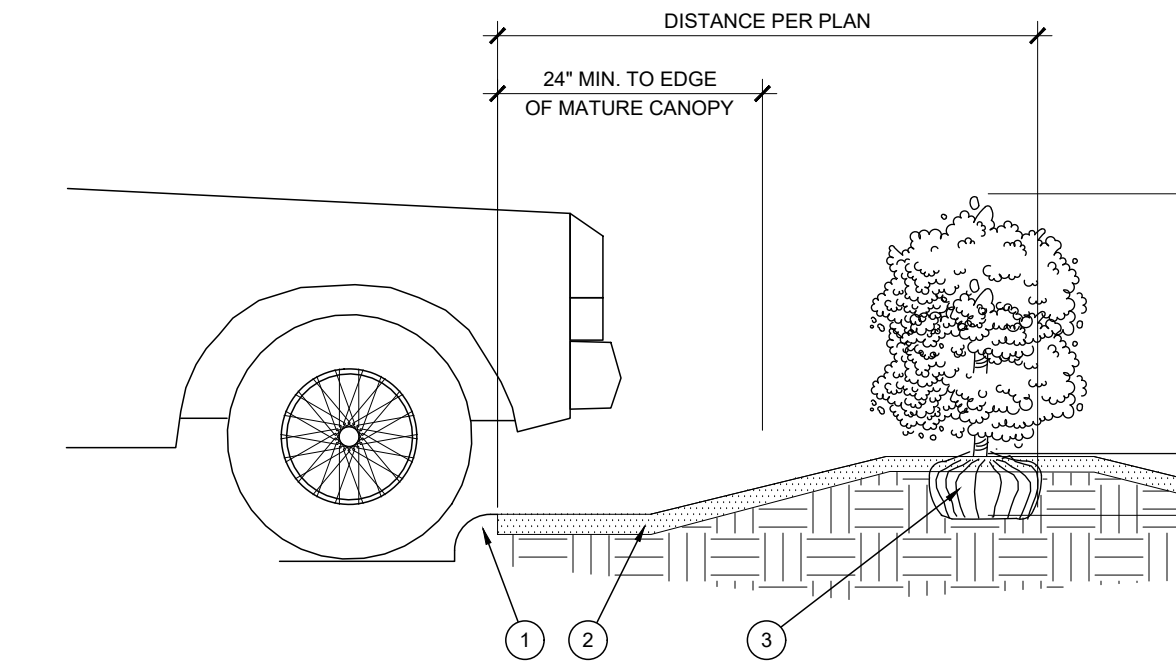 DISTANCE PER PLAN
24" MIN. TO EDGE
OF MATURE CANOPY
1
2
3